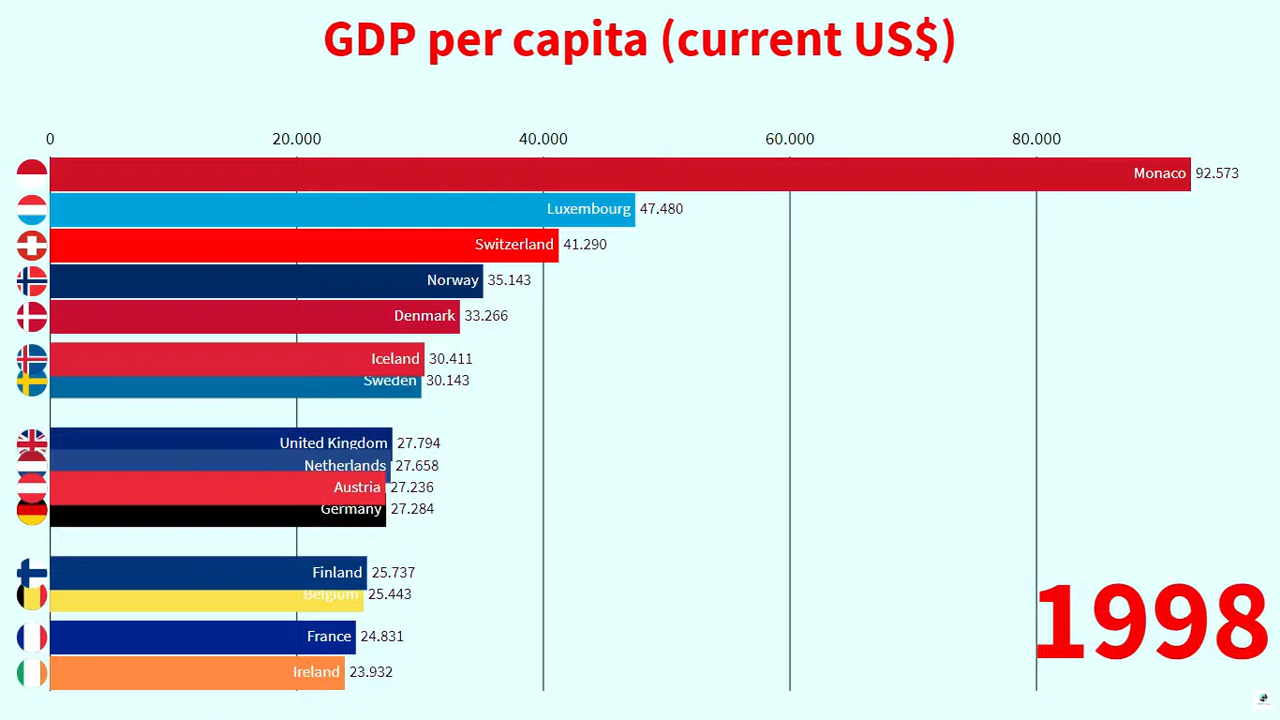 GDP per capita (current US$)
0 20.000 40.000 60.000 80.000
Monaco 92.573
Luxembourg 47.480
Switzerland 41.290
Norway 35.143
Denmark 33.266
Iceland 30.411
Sweden 30.143
United Kingdom 27.794
Netherlands 27.658
Austria 27.236
Germany 27.284
Finland 25.737
Belgium 25.443
France 24.831
Ireland 23.932
1998